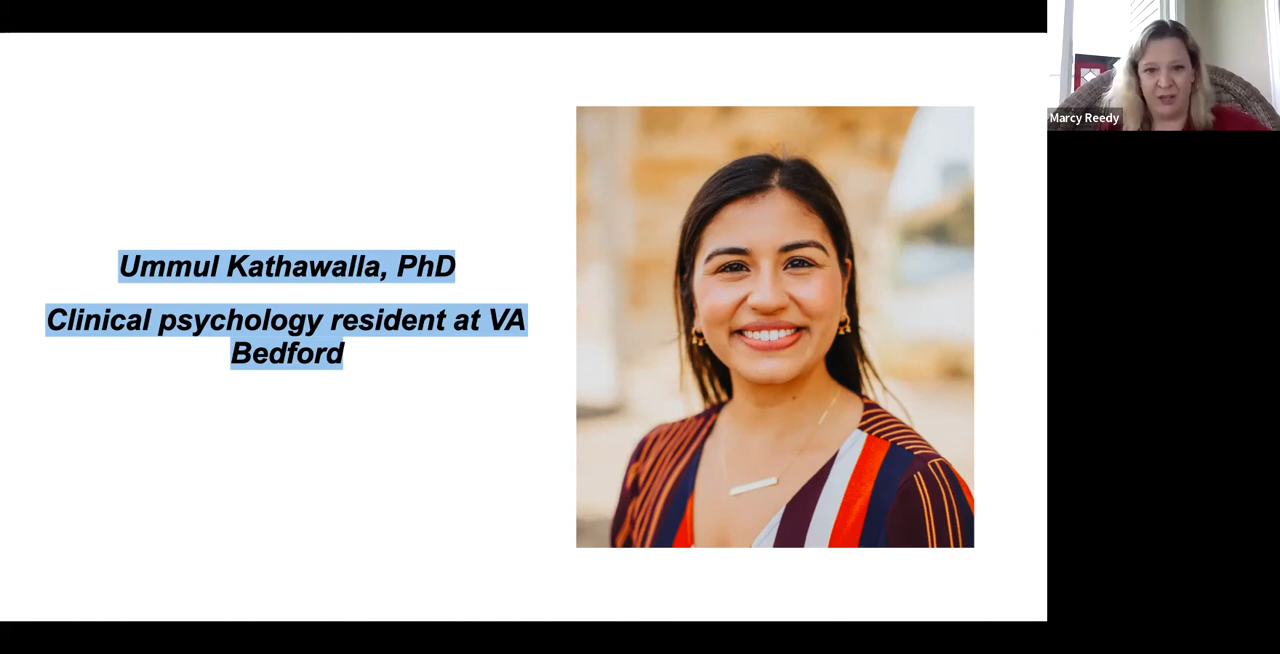 Ummul Kathawalla, PhD
Clinical psychology resident at VA
Bedford
Marcy Reedy